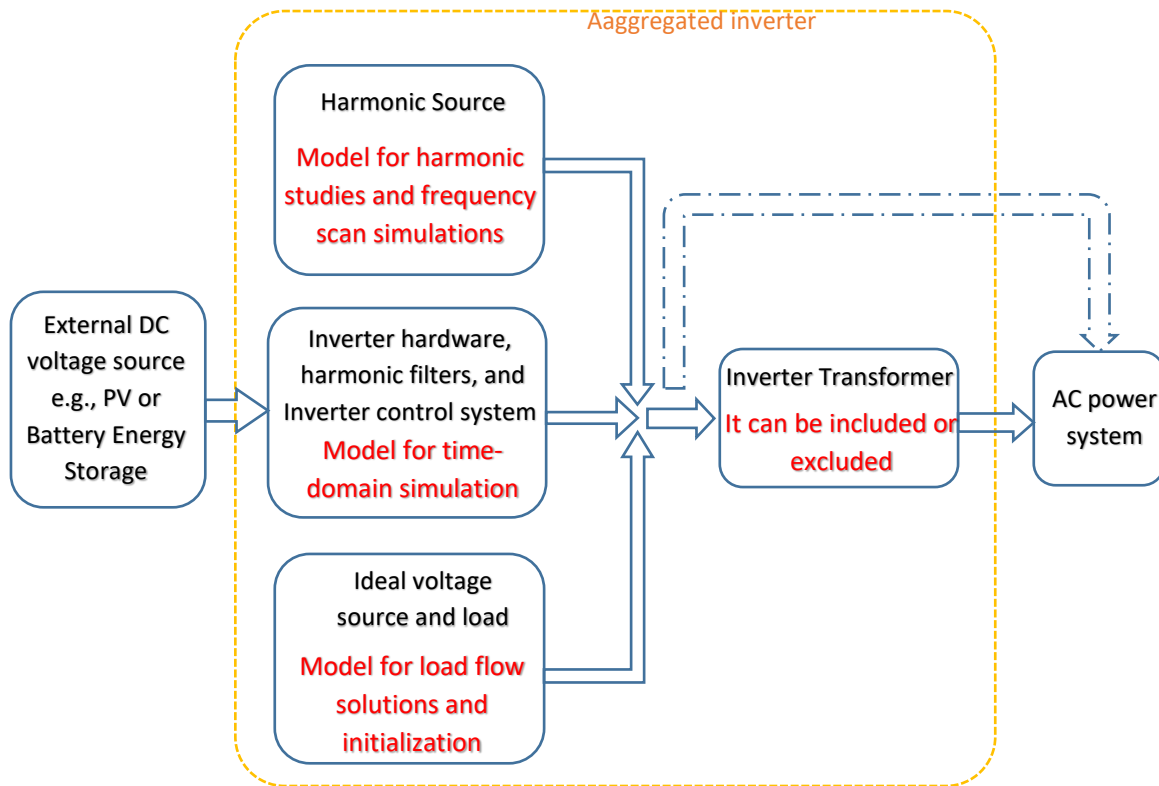 Aaggregated inverter
Harmonic Source
Model for harmonic
studies and frequency
scan simulations
External DC
voltage source
e.g., PV or
Battery Energy
Storage
Inverter hardware,
harmonic filters, and
Inverter control system
Model for time-
domain simulation
Inverter Transformer
It can be included or
excluded
AC power
system
Ideal voltage
source and load
Model for load flow
solutions and
initialization